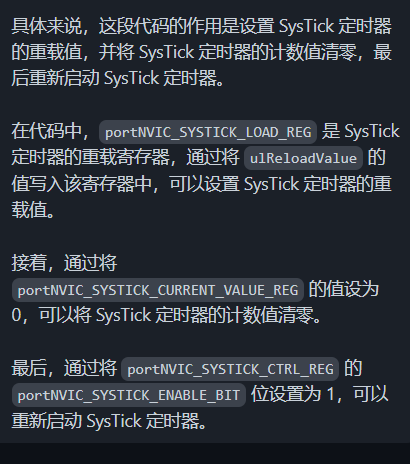 具体来说，这段代码的作用是设置 SysTick 定时器
的重载值，并将 SysTick 定时器的计数值清零，最
后重新启动 SysTick 定时器。
在代码中，portNVIC_SYSTICK_LOAD_REG 是 SysTick
定时器的重载寄存器，通过将 ulReloadValue 的
值写入该寄存器中，可以设置 SysTick 定时器的重
载值。
接着，通过将
portNVIC_SYSTICK_CURRENT_VALUE_REG 的值设为
0，可以将 SysTick 定时器的计数值清零。
最后，通过将 portNVIC_SYSTICK_CTRL_REG 的
portNVIC_SYSTICK_ENABLE_BIT 位设置为 1，可以
重新启动 SysTick 定时器。